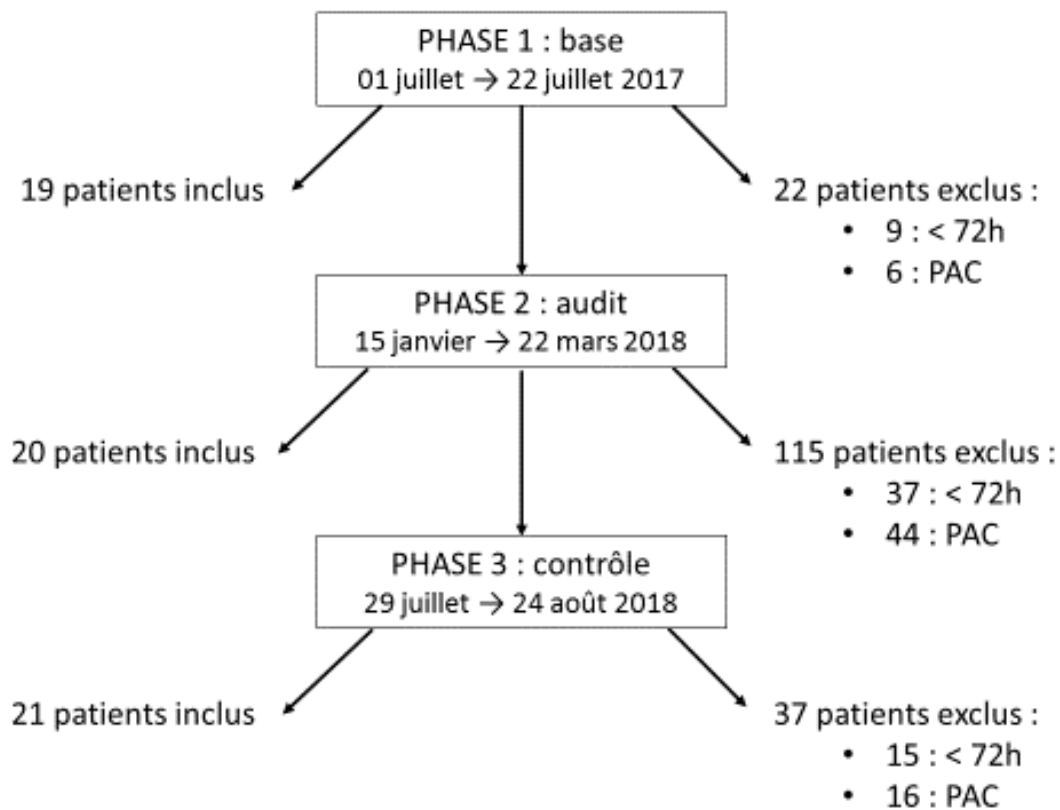 PHASE 1 : base
01 juillet → 22 juillet 2017
19 patients inclus
22 patients exclus :
• 9 : < 72h
• 6 : PAC
PHASE 2 : audit
15 janvier → 22 mars 2018
20 patients inclus
115 patients exclus :
• 37 : < 72h
• 44 : PAC
PHASE 3 : contrôle
29 juillet → 24 août 2018
21 patients inclus
37 patients exclus :
• 15 : < 72h
• 16 : PAC